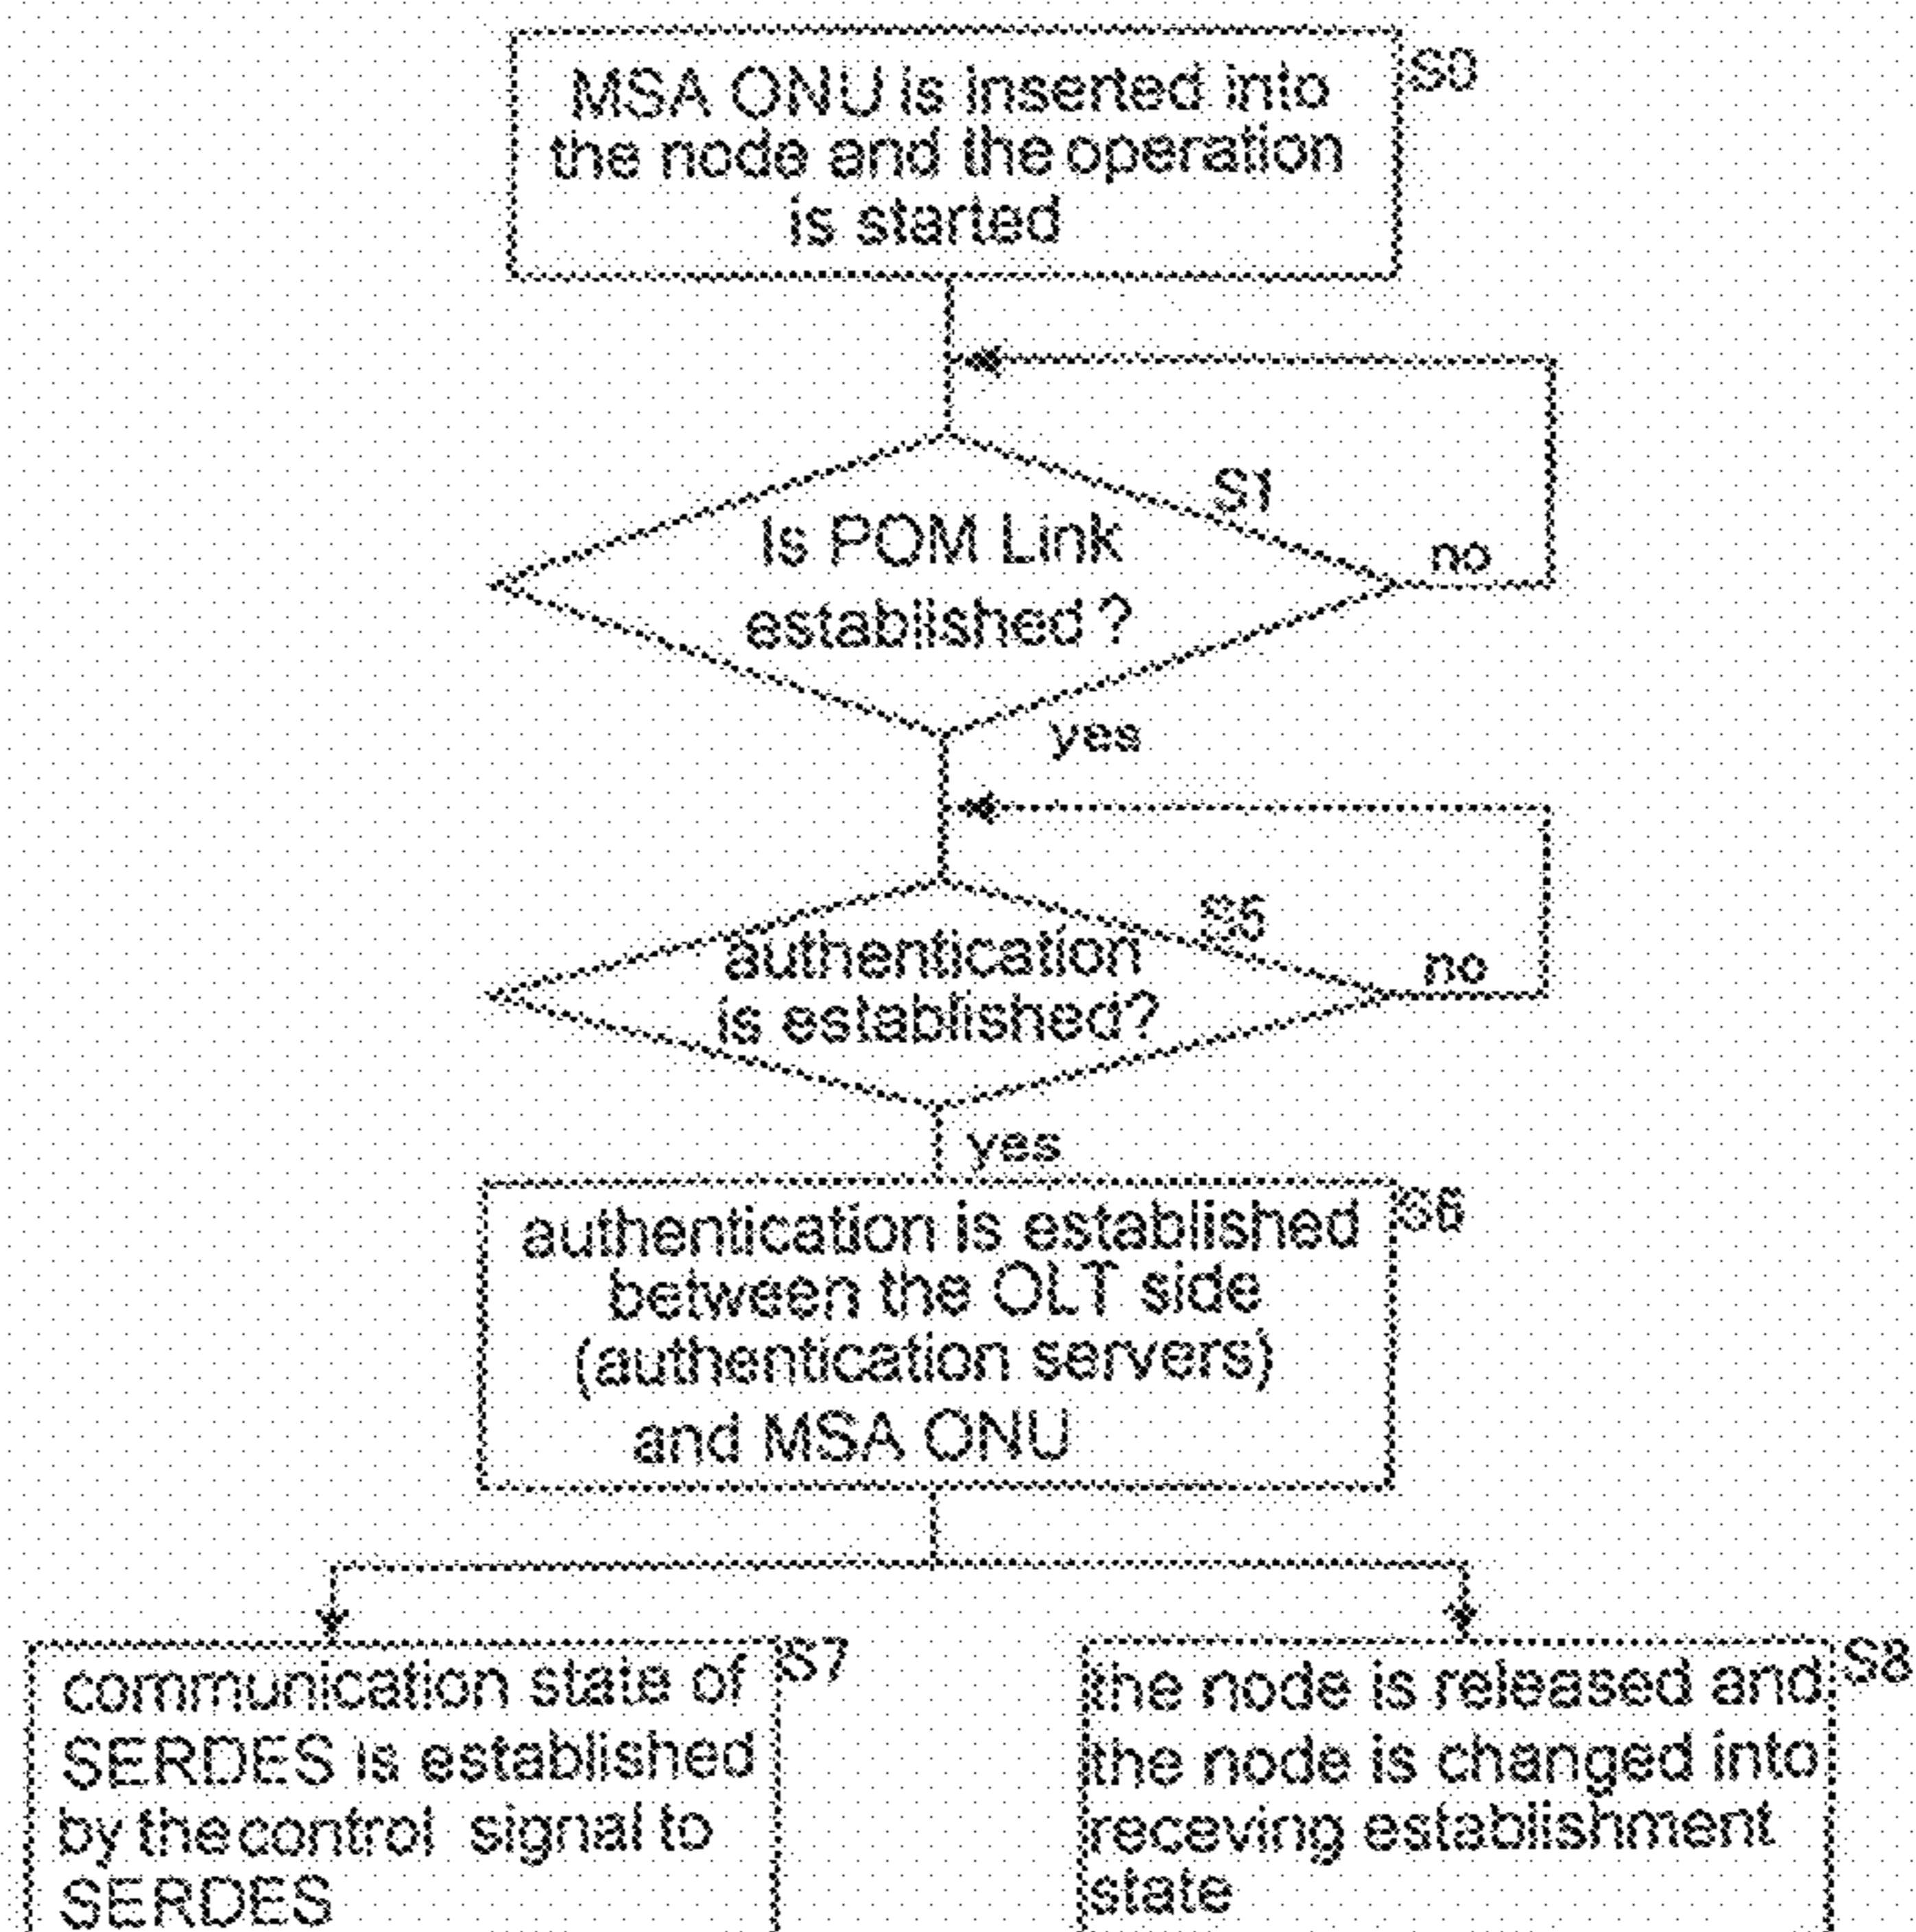 MSA ONU is inserted into
the node and the operation
is started
S0
Is POM Link
established ?
S1
no
yes
authentication
is established?
S5
no
yes
authentication is established
between the OLT side
(authentication servers)
and MSA ONU
S6
communication state of
SERDES is established
by the control signal to
SERDES
S7
the node is released and
the node is changed into
receving establishment
state
S8